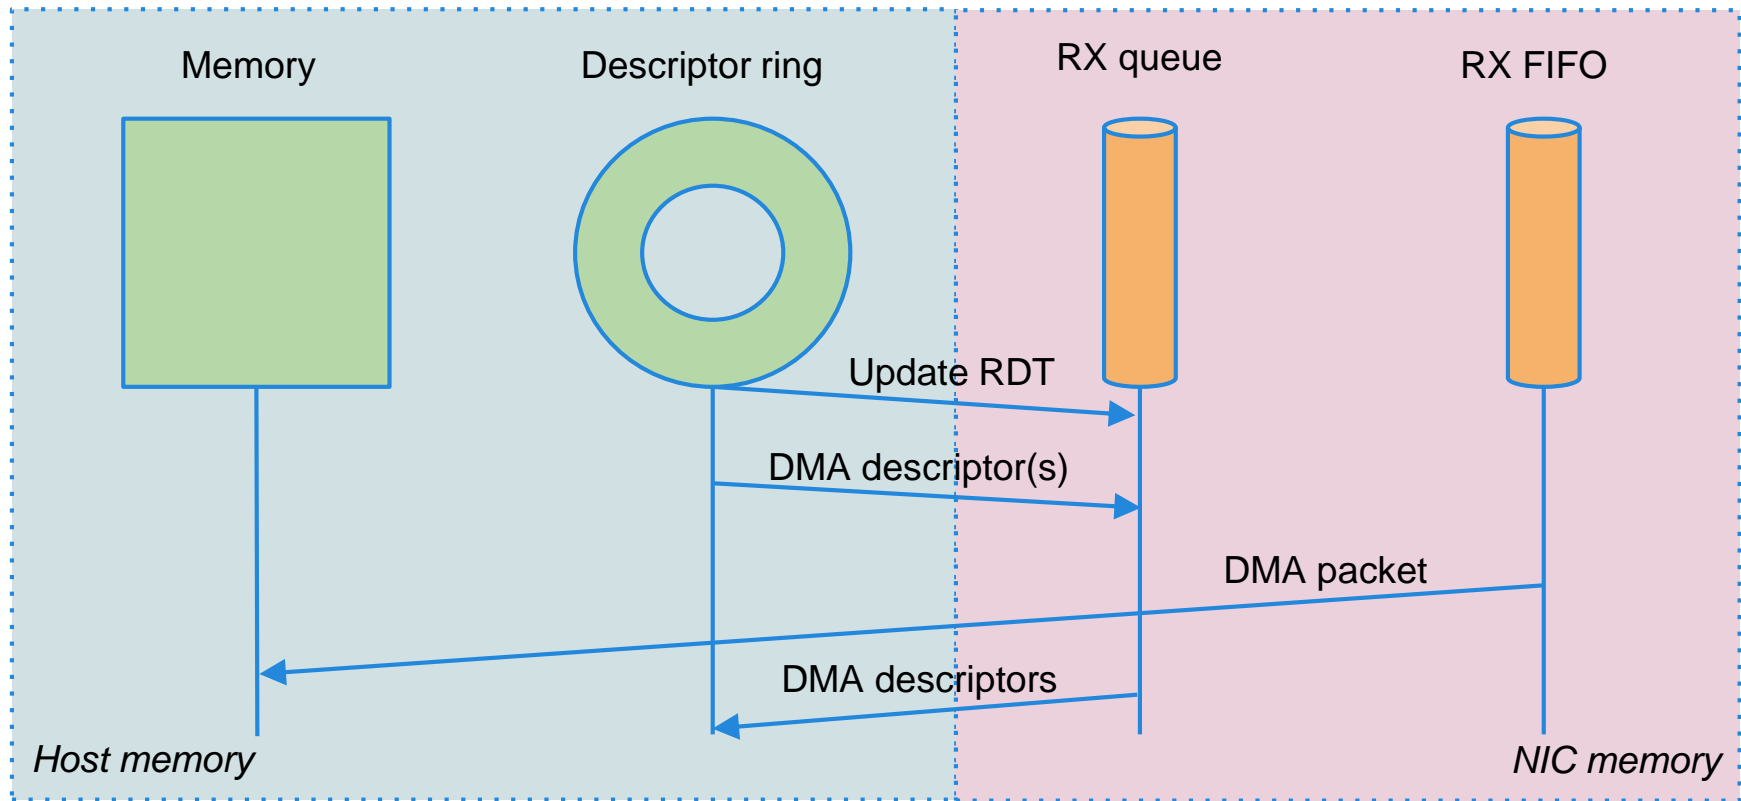 Memory
Descriptor ring
RX queue
RX FIFO
Update RDT
DMA descriptor(s)
DMA packet
DMA descriptors
Host memory
NIC memory